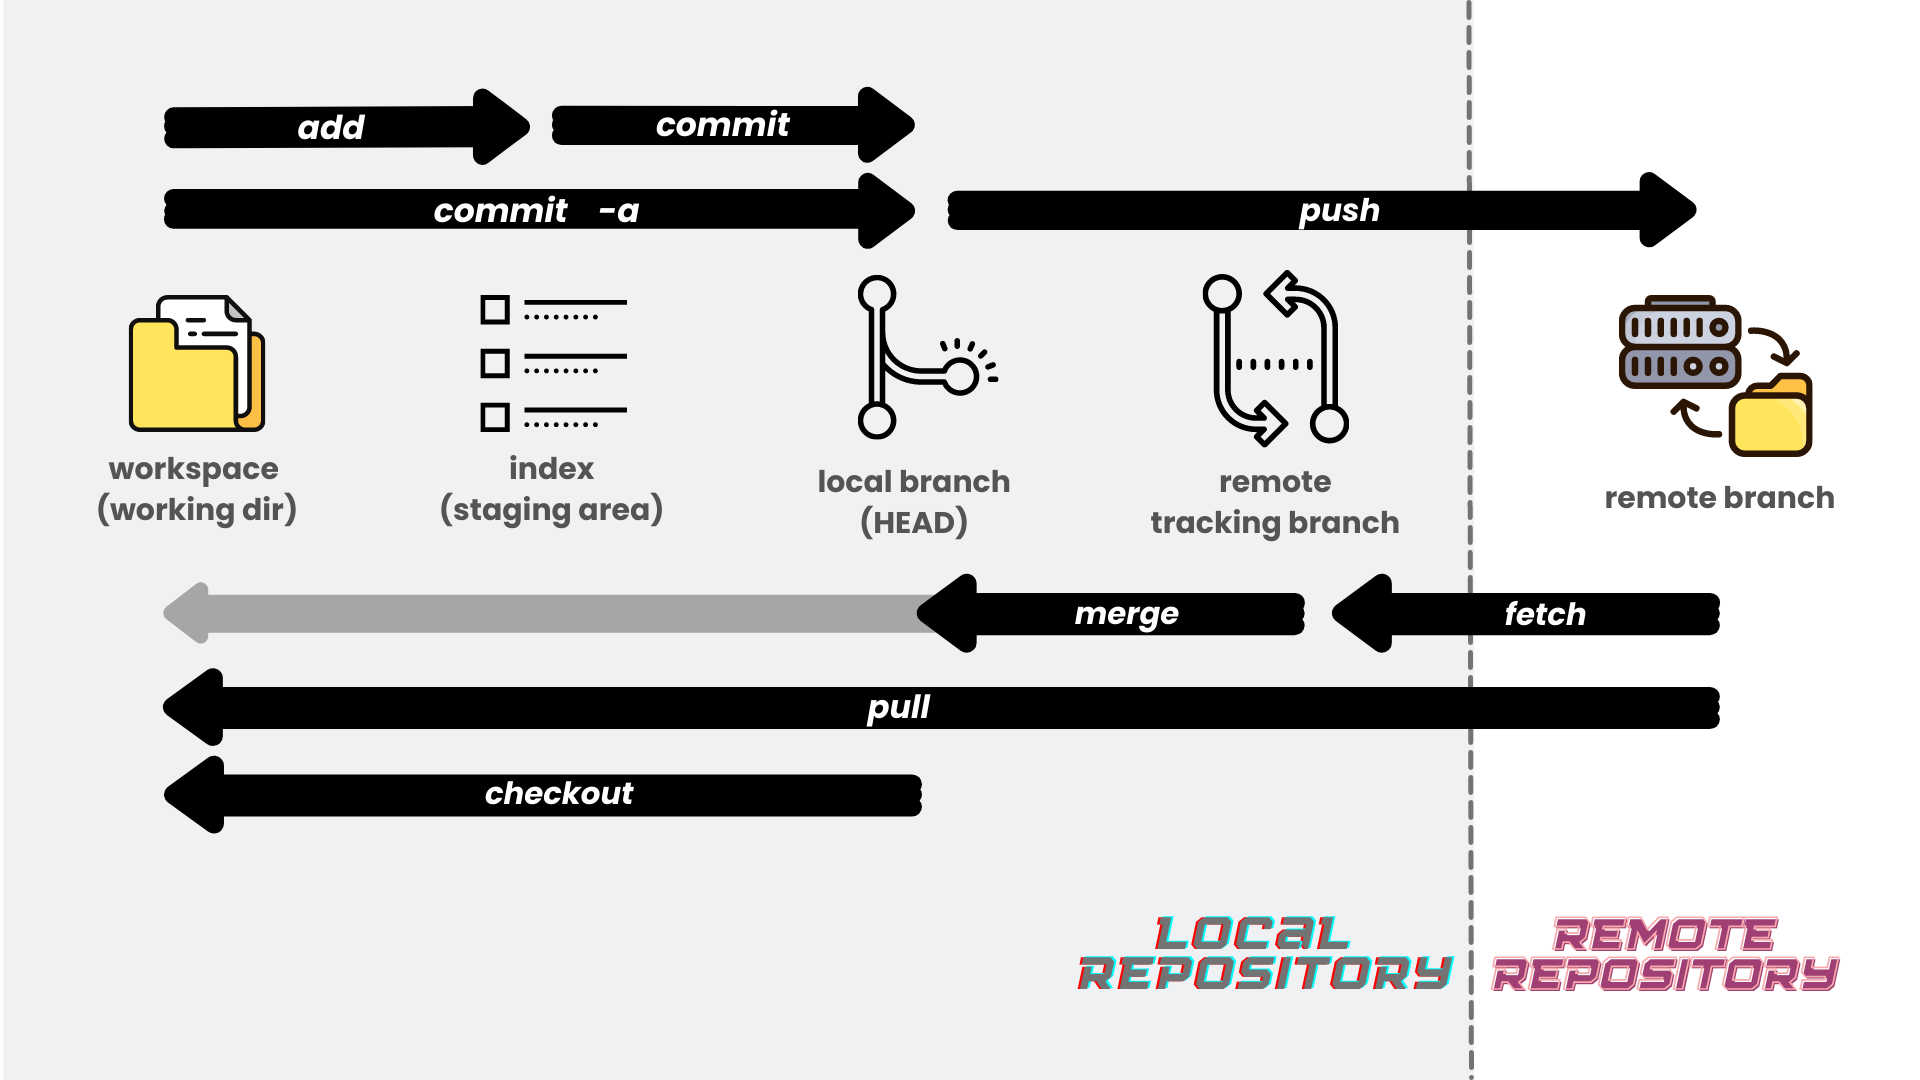 add
commit
commit -a
push
workspace
(working dir)
index
(staging area)
local branch
(HEAD)
remote
tracking branch
remote branch
merge
fetch
pull
checkout
LOCAL
REPOSITORY
REMOTE
REPOSITORY